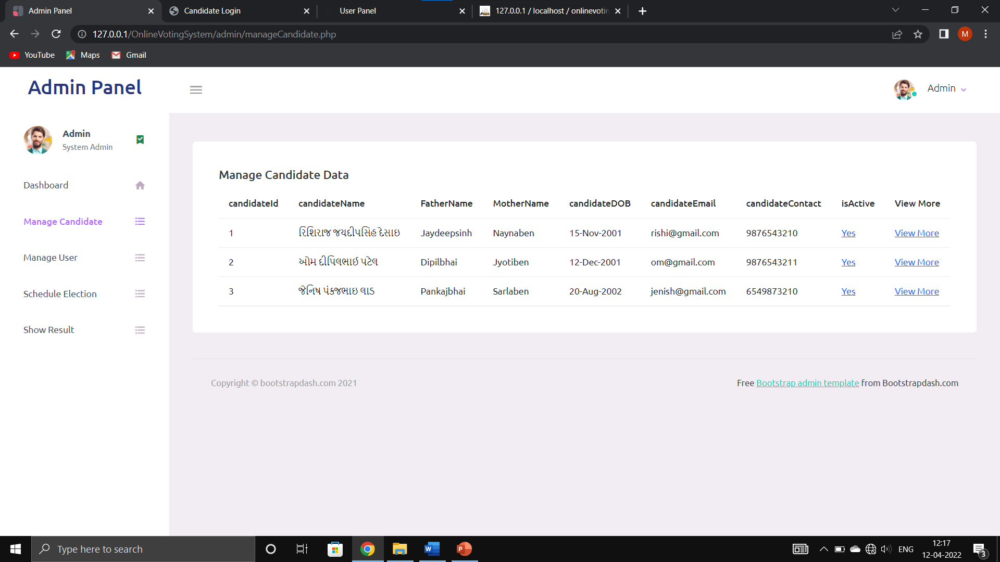 Admin Panel
Candidate Login
User Panel
127.0.0.1 / localhost / onlinevotin
127.0.0.1/OnlineVotingSystem/admin/manageCandidate.php
M
YouTube
Maps
Gmail
Admin Panel
Admin
Admin
System Admin
Dashboard
Manage Candidate
Manage User
Schedule Election
Show Result
Manage Candidate Data
candidateId candidateName FatherName MotherName candidateDOB candidateEmail candidateContact isActive View More
1 રિશિરાજ જયદીપસિંહ દેસાઇ Jaydeepsinh Naynaben 15-Nov-2001 rishi@gmail.com 9876543210 Yes View More
2 ઓમ દીપિલભાઈ પટેલ Dipilbhai Jyotiben 12-Dec-2001 om@gmail.com 9876543211 Yes View More
3 જેનિષ પંકજભાઇ લાડ Pankajbhai Sarlaben 20-Aug-2002 jenish@gmail.com 6549873210 Yes View More
Copyright © bootstrapdash.com 2021
Free Bootstrap admin template from Bootstrapdash.com
Type here to search
ENG
12:17
12-04-2022
3